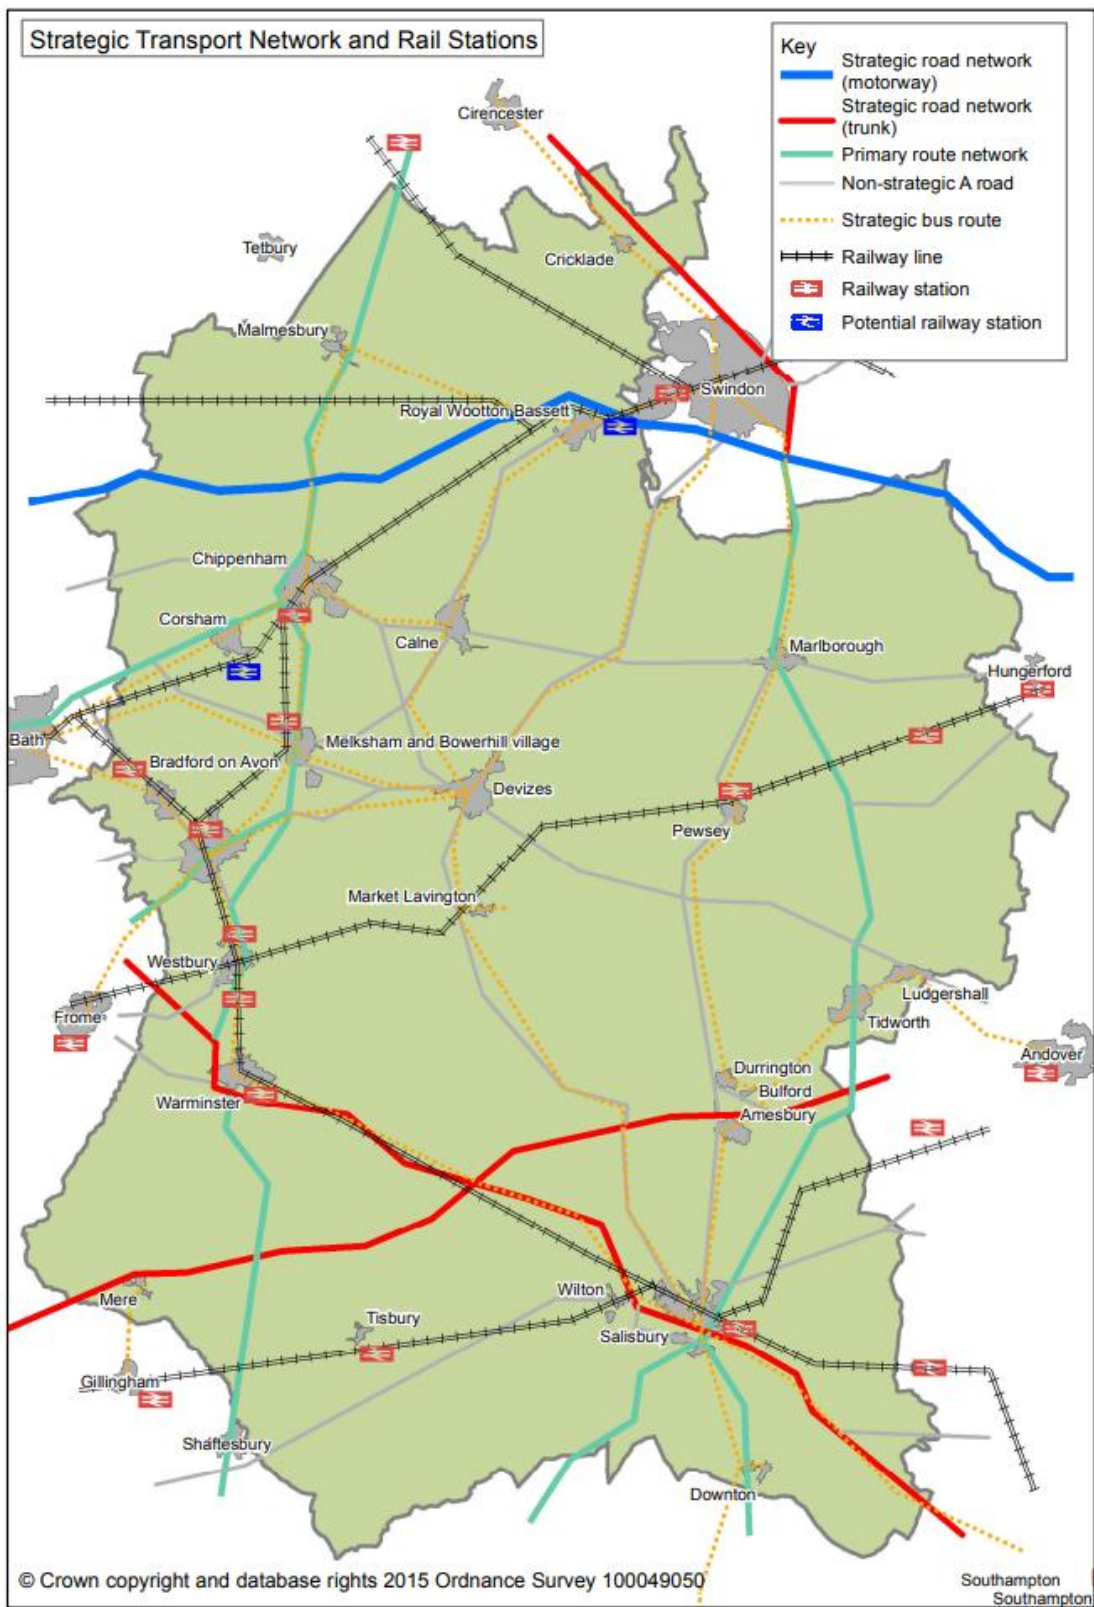 Strategic Transport Network and Rail Stations
Key
Strategic road network
(motorway)
Strategic road network
(trunk)
Primary route network
Non-strategic A road
Strategic bus route
Railway line
Railway station
Potential railway station
Cirencester
Tetbury
Cricklade
Malmesbury
Swindon
Royal Wootton Bassett
Chippenham
Corsham
Calne
Marlborough
Hungerford
Bath
Melksham and Bowerhill village
Bradford on Avon
Devizes
Pewsey
Market Lavington
Westbury
Ludgershall
Frome
Tidworth
Andover
Durrington
Bulford
Warminster
Amesbury
Mere
Wilton
Tisbury
Salisbury
Gillingham
Shaftesbury
Downton
© Crown copyright and database rights 2015 Ordnance Survey 100049050
Southampton
Southampton